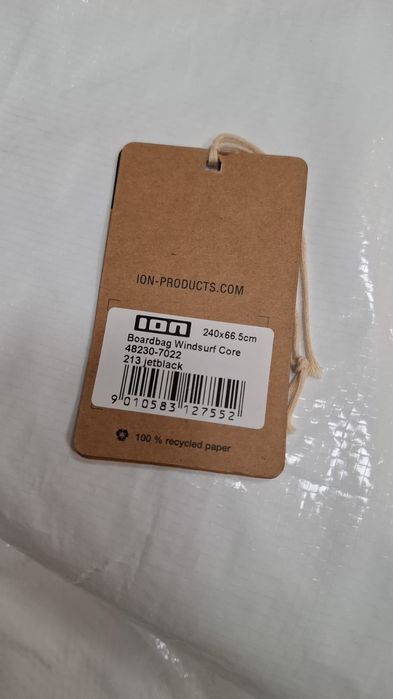 ION-PRODUCTS.COM
ION 240x66.5cm
Boardbag Windsurf Core
48230-7022
213 jetblack
9 010583 127552
100 % recycled paper